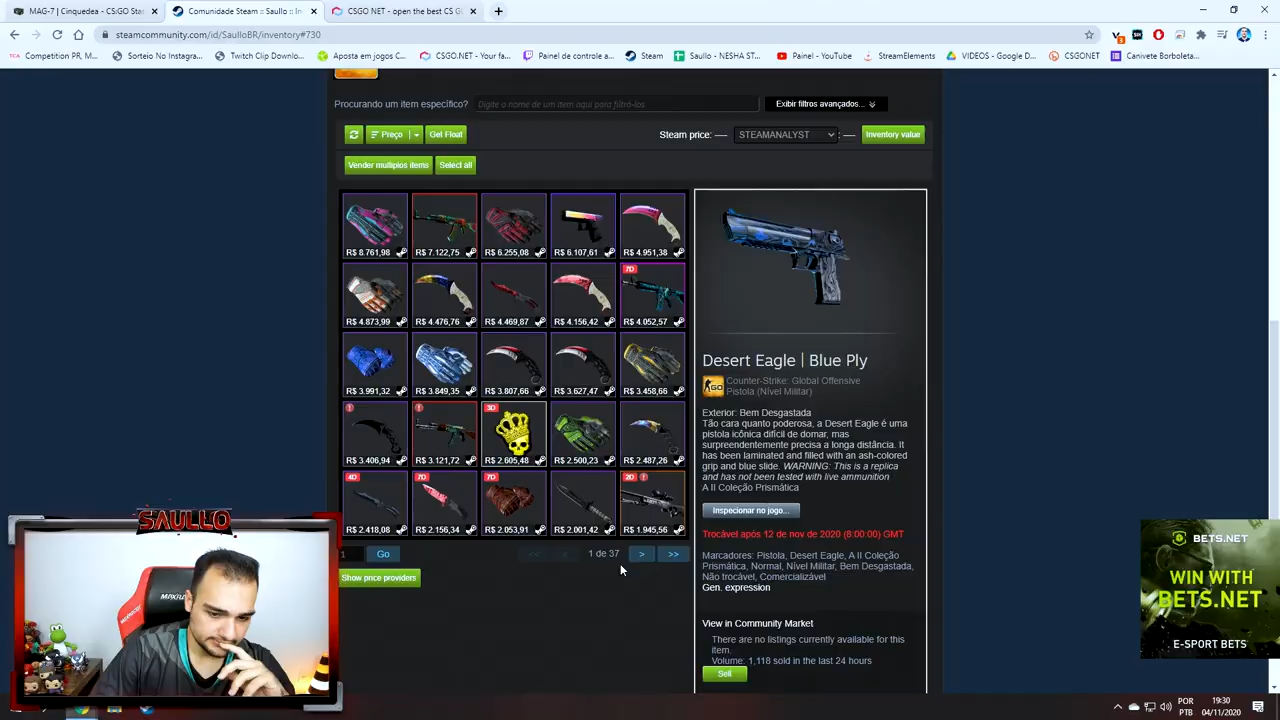 MAG-7 | Cinquedea - CS:GO Stas
Comunidade Steam :: Saullo :: In
CSGO NET - open the best CS G
steamcommunity.com/id/SaulloBR/inventory#730
Competition PR, M...
Sorteio No Instagra...
Twitch Clip Downlo...
Aposta em jogos C...
CSGO.NET - Your fa...
Painel de controle a...
Steam
Saullo - NESHA ST...
Painel - YouTube
StreamElements
VIDEOS - Google D...
CSGONET
Canivete Borboleta...
Procurando um item específico?
Digite o nome de um item aqui para filtrá-los
Exibir filtros avançados...
Preço
Get Float
Steam price: —
STEAMANALYST
: —
Inventory value
Vender multiplos items
Select all
R$ 8.761,98
R$ 7.122,75
R$ 6.255,08
R$ 6.107,61
R$ 4.951,38
7D
R$ 4.873,99
R$ 4.476,76
R$ 4.469,87
R$ 4.156,42
R$ 4.052,57
R$ 3.991,32
R$ 3.849,35
R$ 3.807,66
R$ 3.627,47
R$ 3.458,66
3D
R$ 3.406,94
R$ 3.121,72
R$ 2.605,48
R$ 2.500,23
R$ 2.487,26
4D
7D
7D
2D
R$ 2.418,08
R$ 2.156,34
R$ 2.053,91
R$ 2.001,42
R$ 1.945,56
1
Go
<<
<
1 de 37
>
>>
Show price providers
Desert Eagle | Blue Ply
Counter-Strike: Global Offensive
Pistola (Nível Militar)
Exterior: Bem Desgastada
Tão cara quanto poderosa, a Desert Eagle é uma
pistola icônica difícil de domar, mas
surpreendentemente precisa a longa distância. It
has been laminated and filled with an ash-colored
grip and blue slide. WARNING: This is a replica
and has not been tested with live ammunition
A II Coleção Prismática
Inspecionar no jogo...
Trocável após 12 de nov de 2020 (8:00:00) GMT
Marcadores: Pistola, Desert Eagle, A II Coleção
Prismática, Normal, Nível Militar, Bem Desgastada,
Não trocável, Comercializável
Gen. expression
View in Community Market
There are no listings currently available for this
item.
Volume: 1,118 sold in the last 24 hours
Sell
SAULLO
BETS.NET
WIN WITH
BETS.NET
E-SPORT BETS
POR
PTB
19:30
04/11/2020